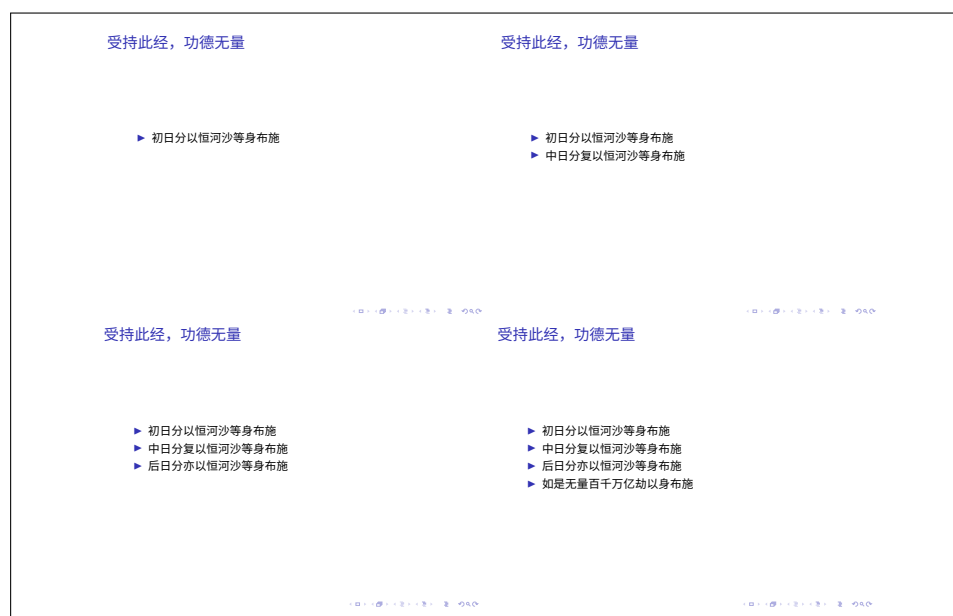 受持此经，功德无量
初日分以恒河沙等身布施
受持此经，功德无量
初日分以恒河沙等身布施
中日分复以恒河沙等身布施
受持此经，功德无量
初日分以恒河沙等身布施
中日分复以恒河沙等身布施
后日分亦以恒河沙等身布施
受持此经，功德无量
初日分以恒河沙等身布施
中日分复以恒河沙等身布施
后日分亦以恒河沙等身布施
如是无量百千万亿劫以身布施